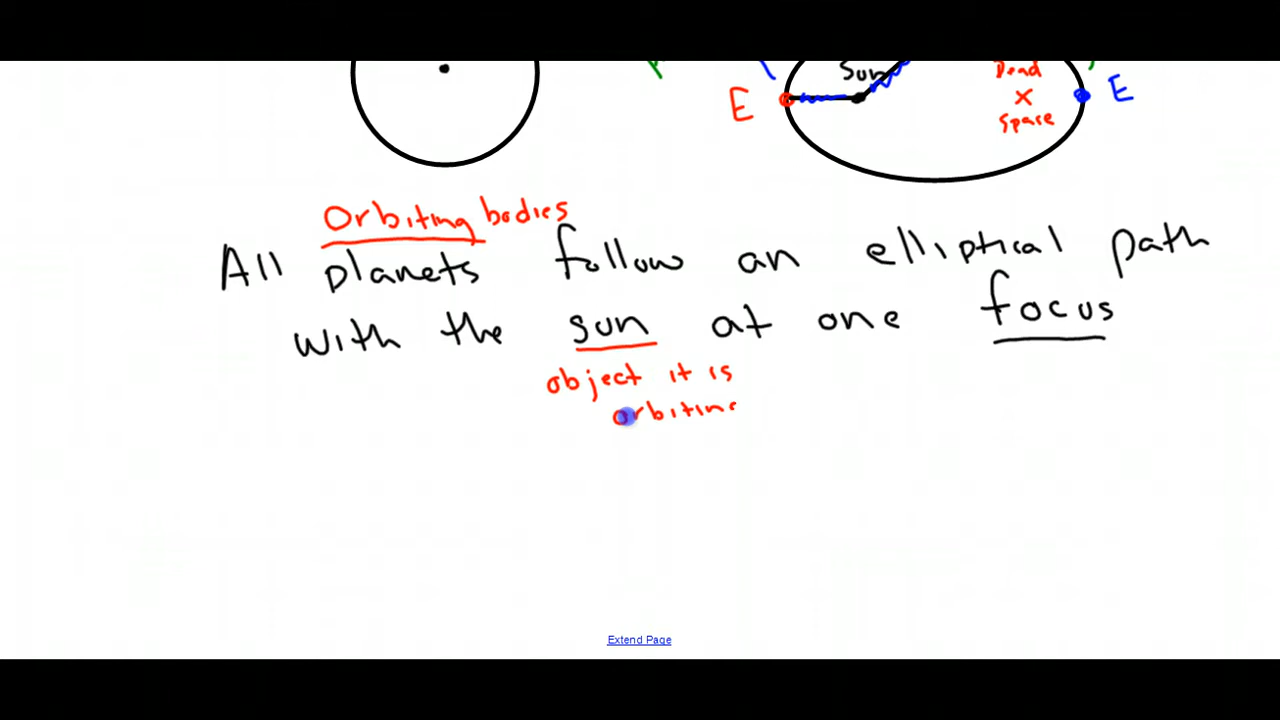 Sun
Dead
E
x
E
Space
Orbiting bodies
All planets follow an elliptical path
with the sun at one focus
object it is
Extend Page